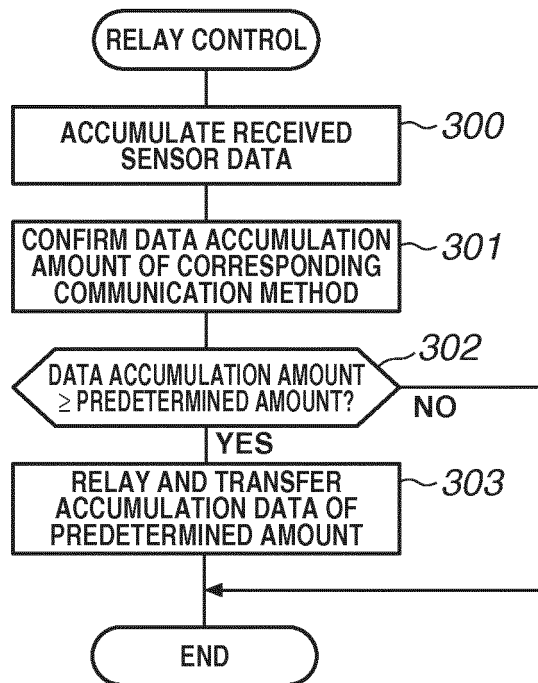 RELAY CONTROL
ACCUMULATE RECEIVED
SENSOR DATA
300
CONFIRM DATA ACCUMULATION
AMOUNT OF CORRESPONDING
COMMUNICATION METHOD
301
302
DATA ACCUMULATION AMOUNT
≥ PREDETERMINED AMOUNT?
NO
YES
RELAY AND TRANSFER
ACCUMULATION DATA OF
PREDETERMINED AMOUNT
303
END